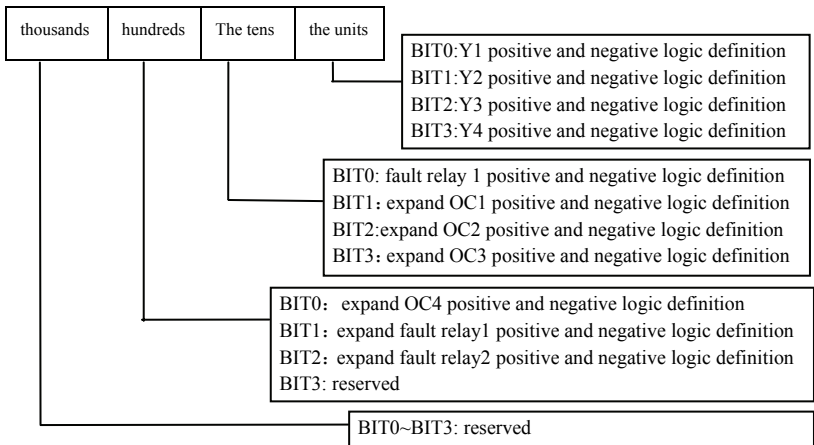 thousands hundreds The tens the units
BIT0:Y1 positive and negative logic definition
BIT1:Y2 positive and negative logic definition
BIT2:Y3 positive and negative logic definition
BIT3:Y4 positive and negative logic definition
BIT0: fault relay 1 positive and negative logic definition
BIT1：expand OC1 positive and negative logic definition
BIT2:expand OC2 positive and negative logic definition
BIT3：expand OC3 positive and negative logic definition
BIT0： expand OC4 positive and negative logic definition
BIT1：expand fault relay1 positive and negative logic definition
BIT2：expand fault relay2 positive and negative logic definition
BIT3: reserved
BIT0~BIT3: reserved